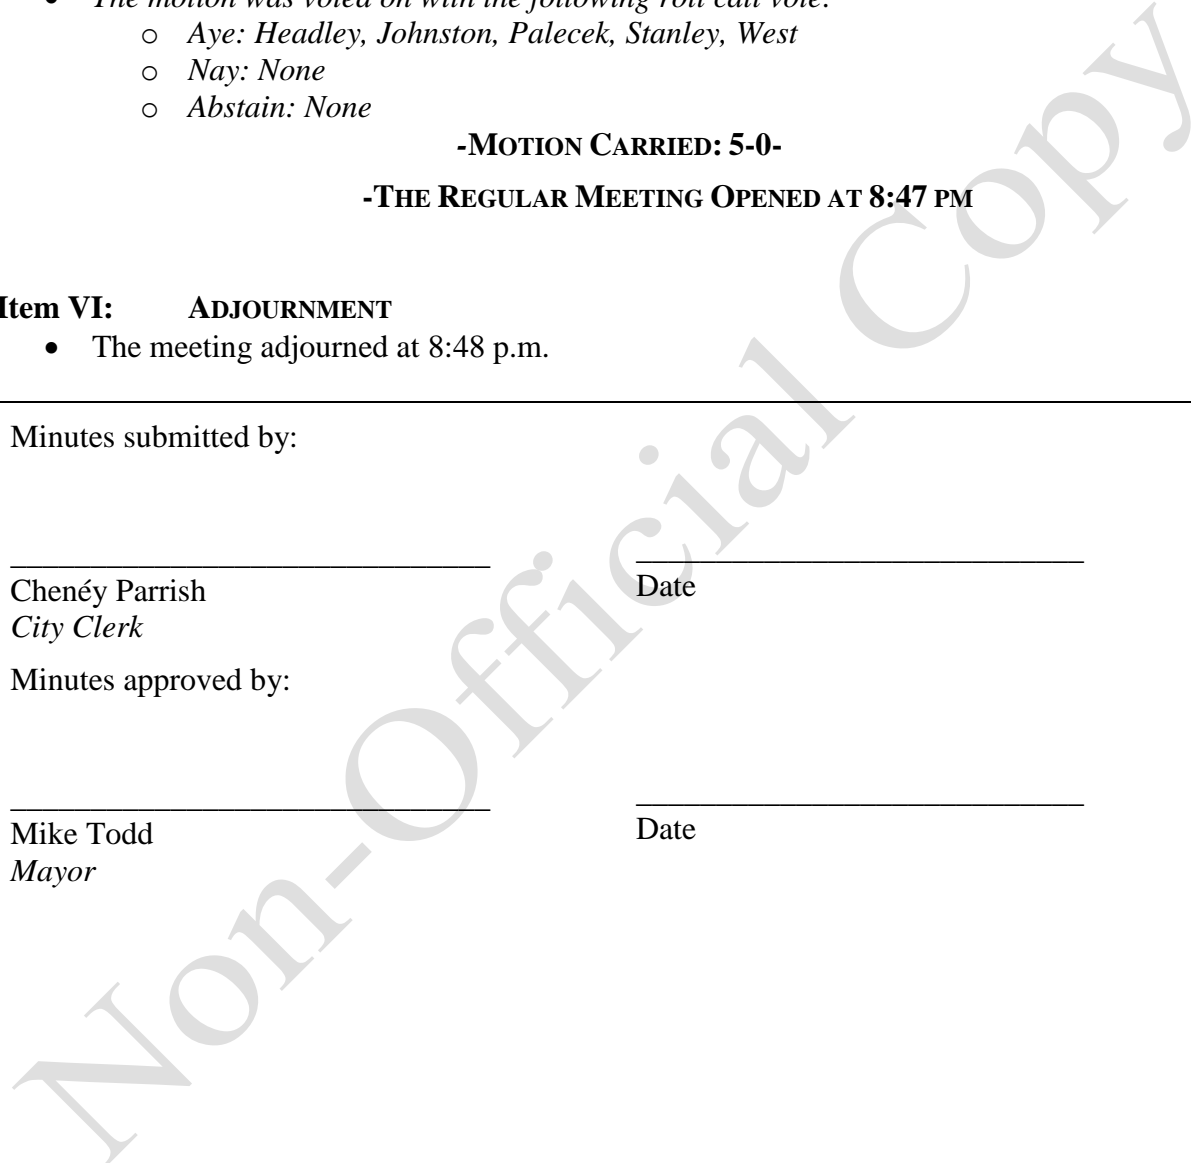 • The motion was voted on with the following roll call vote:
o Aye: Headley, Johnston, Palecek, Stanley, West
o Nay: None
o Abstain: None
-MOTION CARRIED: 5-0-
-THE REGULAR MEETING OPENED AT 8:47 PM
Item VI: ADJOURNMENT
• The meeting adjourned at 8:48 p.m.
Minutes submitted by:
Chenéy Parrish
Date
City Clerk
Minutes approved by:
Mike Todd
Date
Mayor
Non-Official Copy